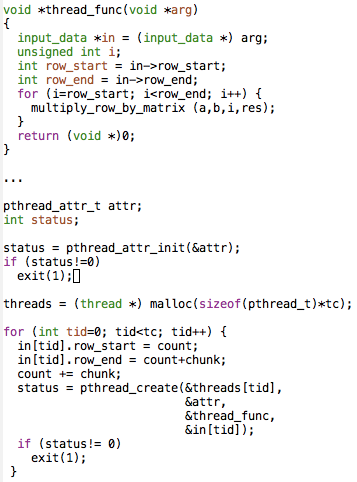 void *thread_func(void *arg)
{
  input_data *in = (input_data *) arg;
  unsigned int i;
  int row_start = in->row_start;
  int row_end = in->row_end;
  for (i=row_start; i<row_end; i++) {
    multiply_row_by_matrix (a,b,i,res);
  }
  return (void *)0;
}
...
pthread_attr_t attr;
int status;
status = pthread_attr_init(&attr);
if (status!=0)
  exit(1);
threads = (thread *) malloc(sizeof(pthread_t)*tc);
for (int tid=0; tid<tc; tid++) {
  in[tid].row_start = count;
  in[tid].row_end = count+chunk;
  count += chunk;
  status = pthread_create(&threads[tid],
                          &attr,
                          &thread_func,
                          &in[tid]);
  if (status!= 0)
    exit(1);
 }